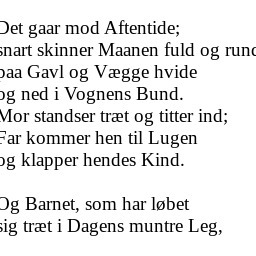 Det gaar mod Aftentide;
snart skinner Maanen fuld og rund
paa Gavl og Vægge hvide
og ned i Vognens Bund.
Mor standser træt og titter ind;
Far kommer hen til Lugen
og klapper hendes Kind.

Og Barnet, som har løbet
sig træt i Dagens muntre Leg,